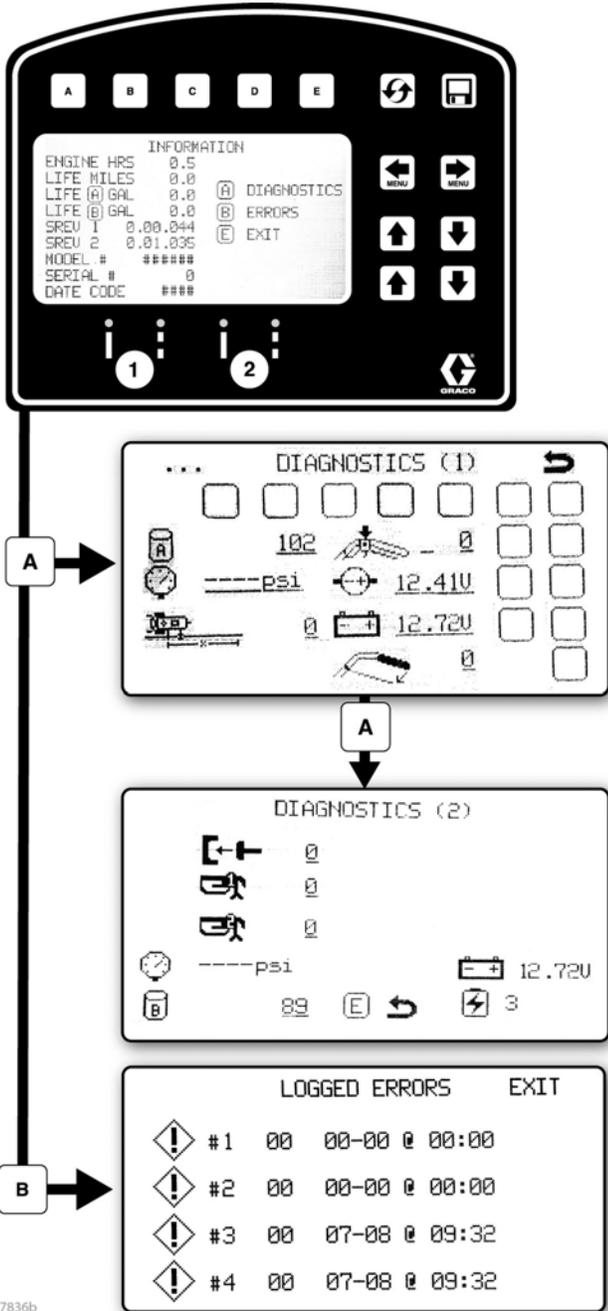 A B C D E
INFORMATION
ENGINE HRS 0.5
LIFE MILES 0.0
LIFE A GAL 0.0 A DIAGNOSTICS
LIFE B GAL 0.0 B ERRORS
SREV 1 0.00.044 E EXIT
SREV 2 0.01.035
MODEL # ######
SERIAL # 0
DATE CODE ####
MENU MENU
1 2
GRACO
A
DIAGNOSTICS (1)
A 102 0
----psi 12.41V
x 0 12.72V
0
A
DIAGNOSTICS (2)
0
1 0
2 0
----psi 12.72V
B 89 E 3
B
LOGGED ERRORS EXIT
! #1 00 00-00 @ 00:00
! #2 00 00-00 @ 00:00
! #3 00 07-08 @ 09:32
! #4 00 07-08 @ 09:32
7836b